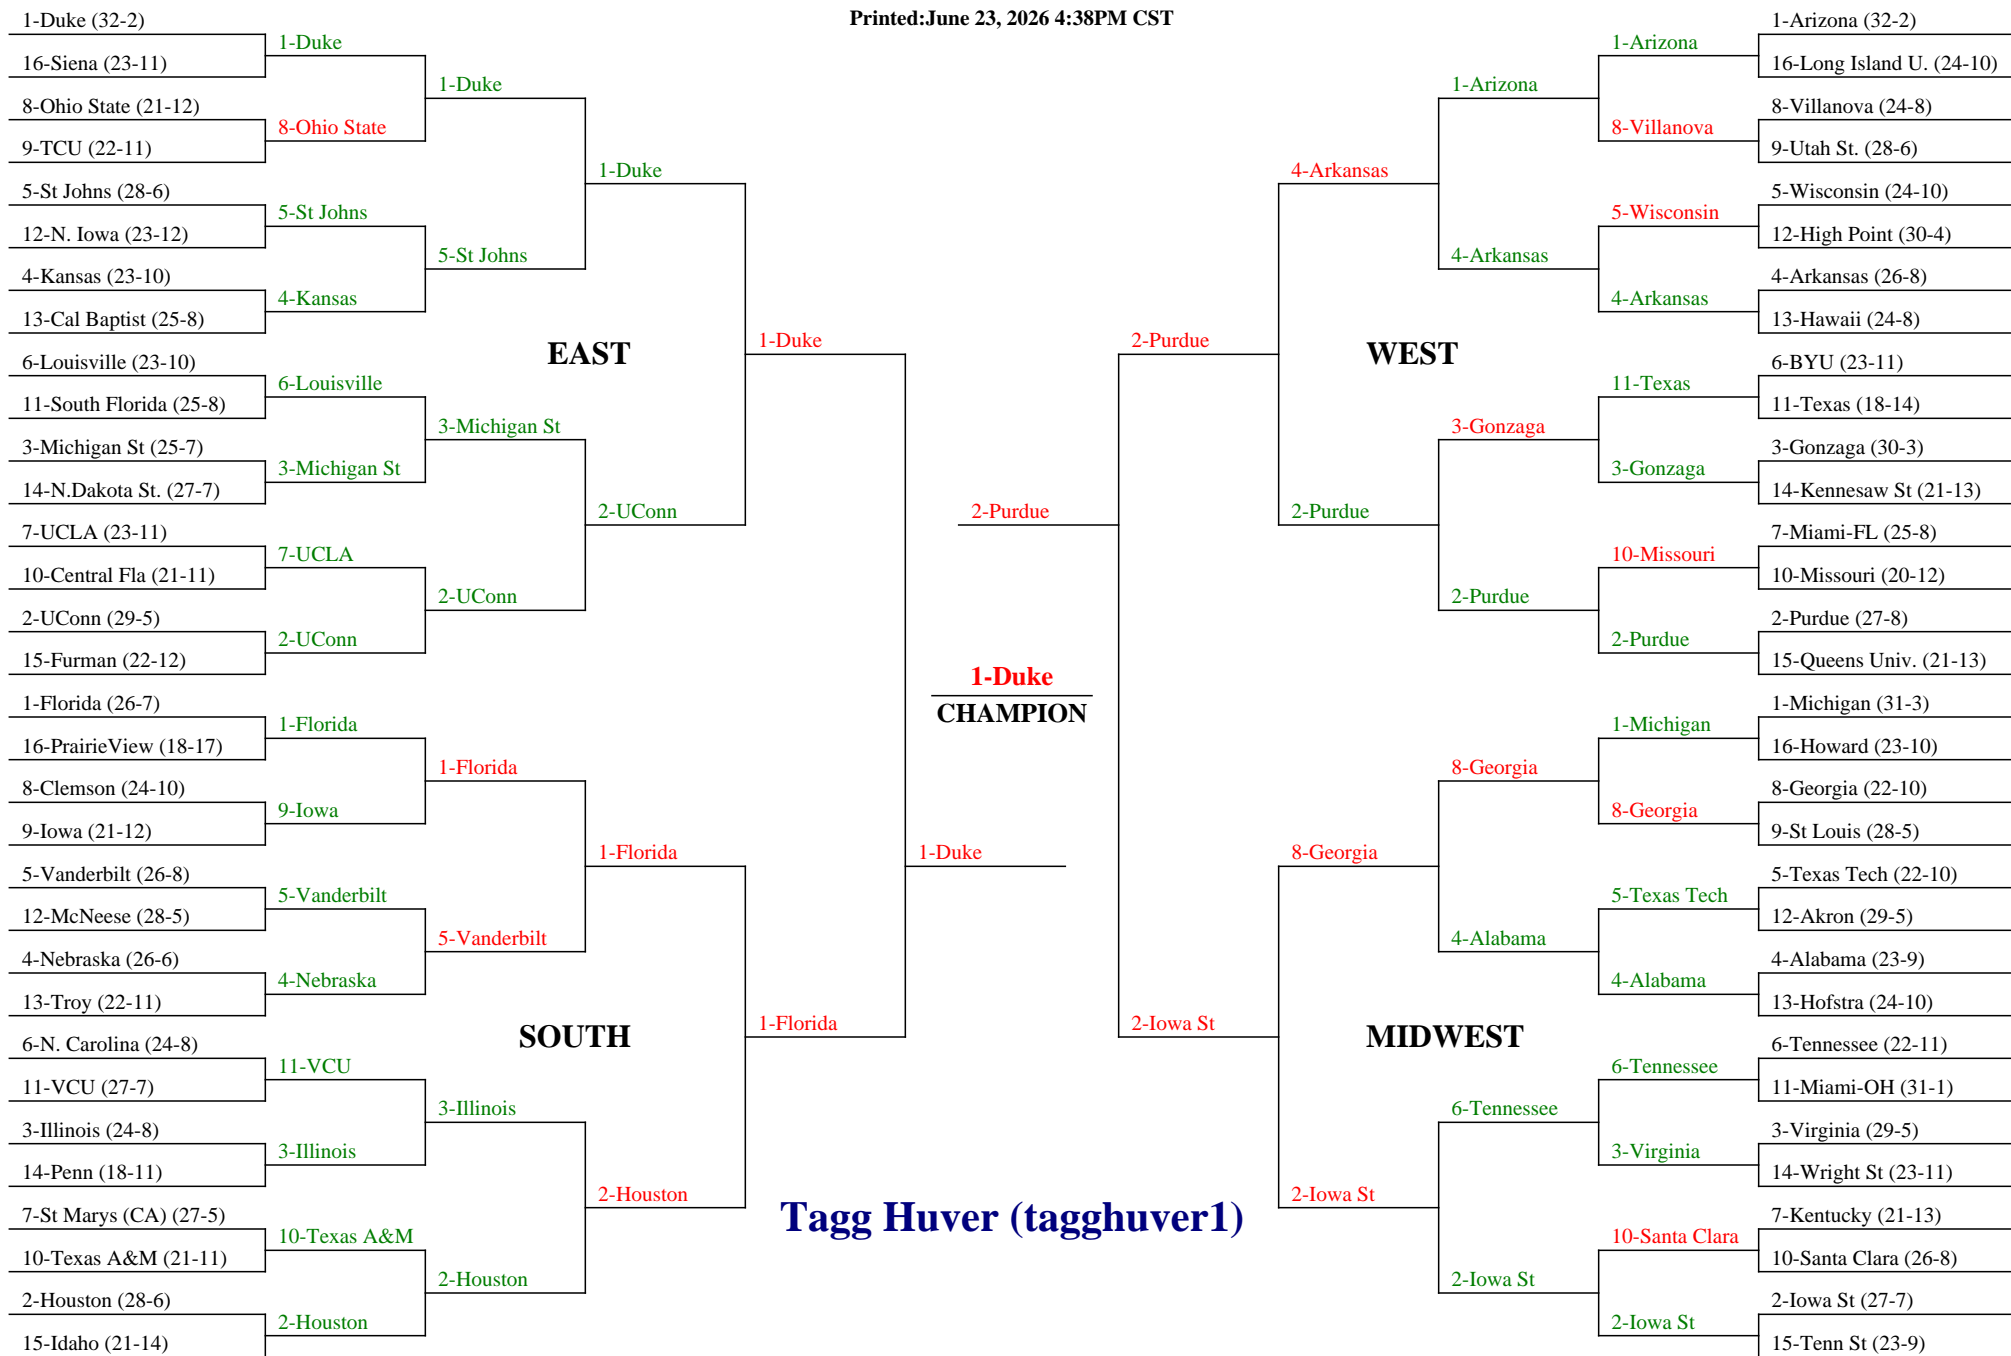 Printed:June 23, 2026 4:38PM CST
1-Duke (32-2)
16-Siena (23-11)
8-Ohio State (21-12)
9-TCU (22-11)
5-St Johns (28-6)
12-N. Iowa (23-12)
4-Kansas (23-10)
13-Cal Baptist (25-8)
6-Louisville (23-10)
11-South Florida (25-8)
3-Michigan St (25-7)
14-N.Dakota St. (27-7)
7-UCLA (23-11)
10-Central Fla (21-11)
2-UConn (29-5)
15-Furman (22-12)
1-Florida (26-7)
16-PrairieView (18-17)
8-Clemson (24-10)
9-Iowa (21-12)
5-Vanderbilt (26-8)
12-McNeese (28-5)
4-Nebraska (26-6)
13-Troy (22-11)
6-N. Carolina (24-8)
11-VCU (27-7)
3-Illinois (24-8)
14-Penn (18-11)
7-St Marys (CA) (27-5)
10-Texas A&M (21-11)
2-Houston (28-6)
15-Idaho (21-14)
1-Duke
8-Ohio State
5-St Johns
4-Kansas
6-Louisville
3-Michigan St
7-UCLA
2-UConn
1-Florida
9-Iowa
5-Vanderbilt
4-Nebraska
11-VCU
3-Illinois
10-Texas A&M
2-Houston
1-Duke
5-St Johns
3-Michigan St
2-UConn
1-Florida
5-Vanderbilt
3-Illinois
2-Houston
1-Duke
2-UConn
1-Florida
2-Houston
EAST
SOUTH
1-Duke
1-Florida
1-Duke
2-Purdue
1-Duke
CHAMPION
Tagg Huver (tagghuver1)
2-Purdue
2-Iowa St
WEST
MIDWEST
4-Arkansas
2-Purdue
8-Georgia
2-Iowa St
1-Arizona
4-Arkansas
3-Gonzaga
2-Purdue
8-Georgia
4-Alabama
6-Tennessee
2-Iowa St
1-Arizona
8-Villanova
5-Wisconsin
4-Arkansas
11-Texas
3-Gonzaga
10-Missouri
2-Purdue
1-Michigan
8-Georgia
5-Texas Tech
4-Alabama
6-Tennessee
3-Virginia
10-Santa Clara
2-Iowa St
1-Arizona (32-2)
16-Long Island U. (24-10)
8-Villanova (24-8)
9-Utah St. (28-6)
5-Wisconsin (24-10)
12-High Point (30-4)
4-Arkansas (26-8)
13-Hawaii (24-8)
6-BYU (23-11)
11-Texas (18-14)
3-Gonzaga (30-3)
14-Kennesaw St (21-13)
7-Miami-FL (25-8)
10-Missouri (20-12)
2-Purdue (27-8)
15-Queens Univ. (21-13)
1-Michigan (31-3)
16-Howard (23-10)
8-Georgia (22-10)
9-St Louis (28-5)
5-Texas Tech (22-10)
12-Akron (29-5)
4-Alabama (23-9)
13-Hofstra (24-10)
6-Tennessee (22-11)
11-Miami-OH (31-1)
3-Virginia (29-5)
14-Wright St (23-11)
7-Kentucky (21-13)
10-Santa Clara (26-8)
2-Iowa St (27-7)
15-Tenn St (23-9)